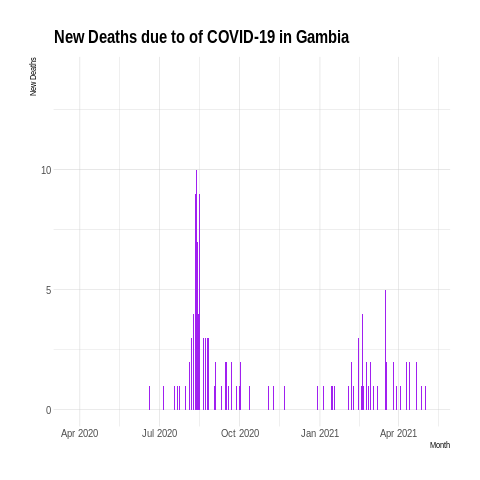 New Deaths due to of COVID-19 in Gambia
New Deaths
10
5
0
Apr 2020 Jul 2020 Oct 2020 Jan 2021 Apr 2021
Month